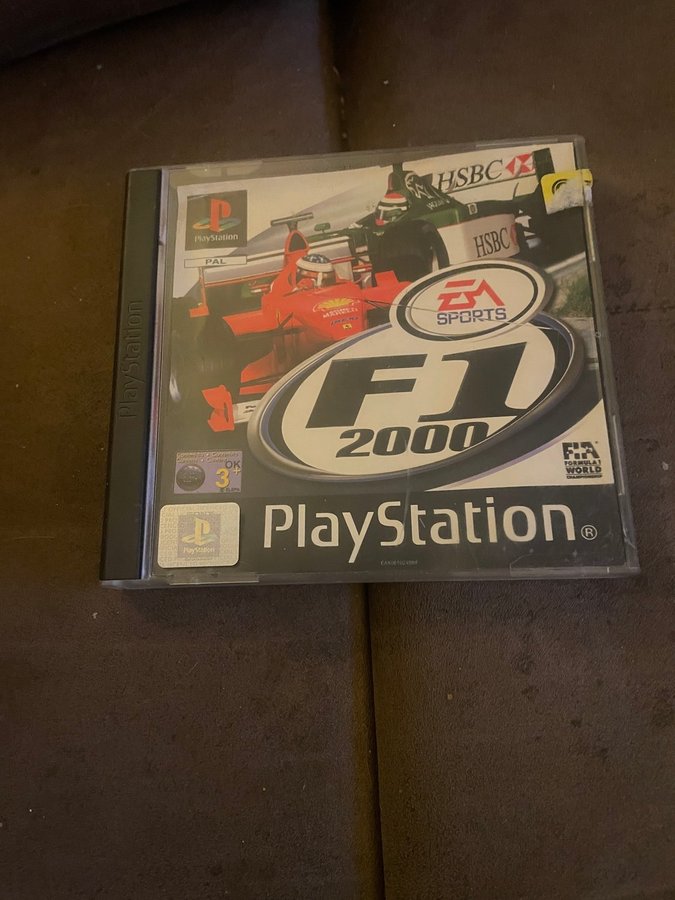 PlayStation
PlayStation
PAL
HSBC
HSBC
EA
SPORTS
F1
2000
OK
3+
FIA
FORMULA 1
WORLD
CHAMPIONSHIP
PlayStation
PlayStation®